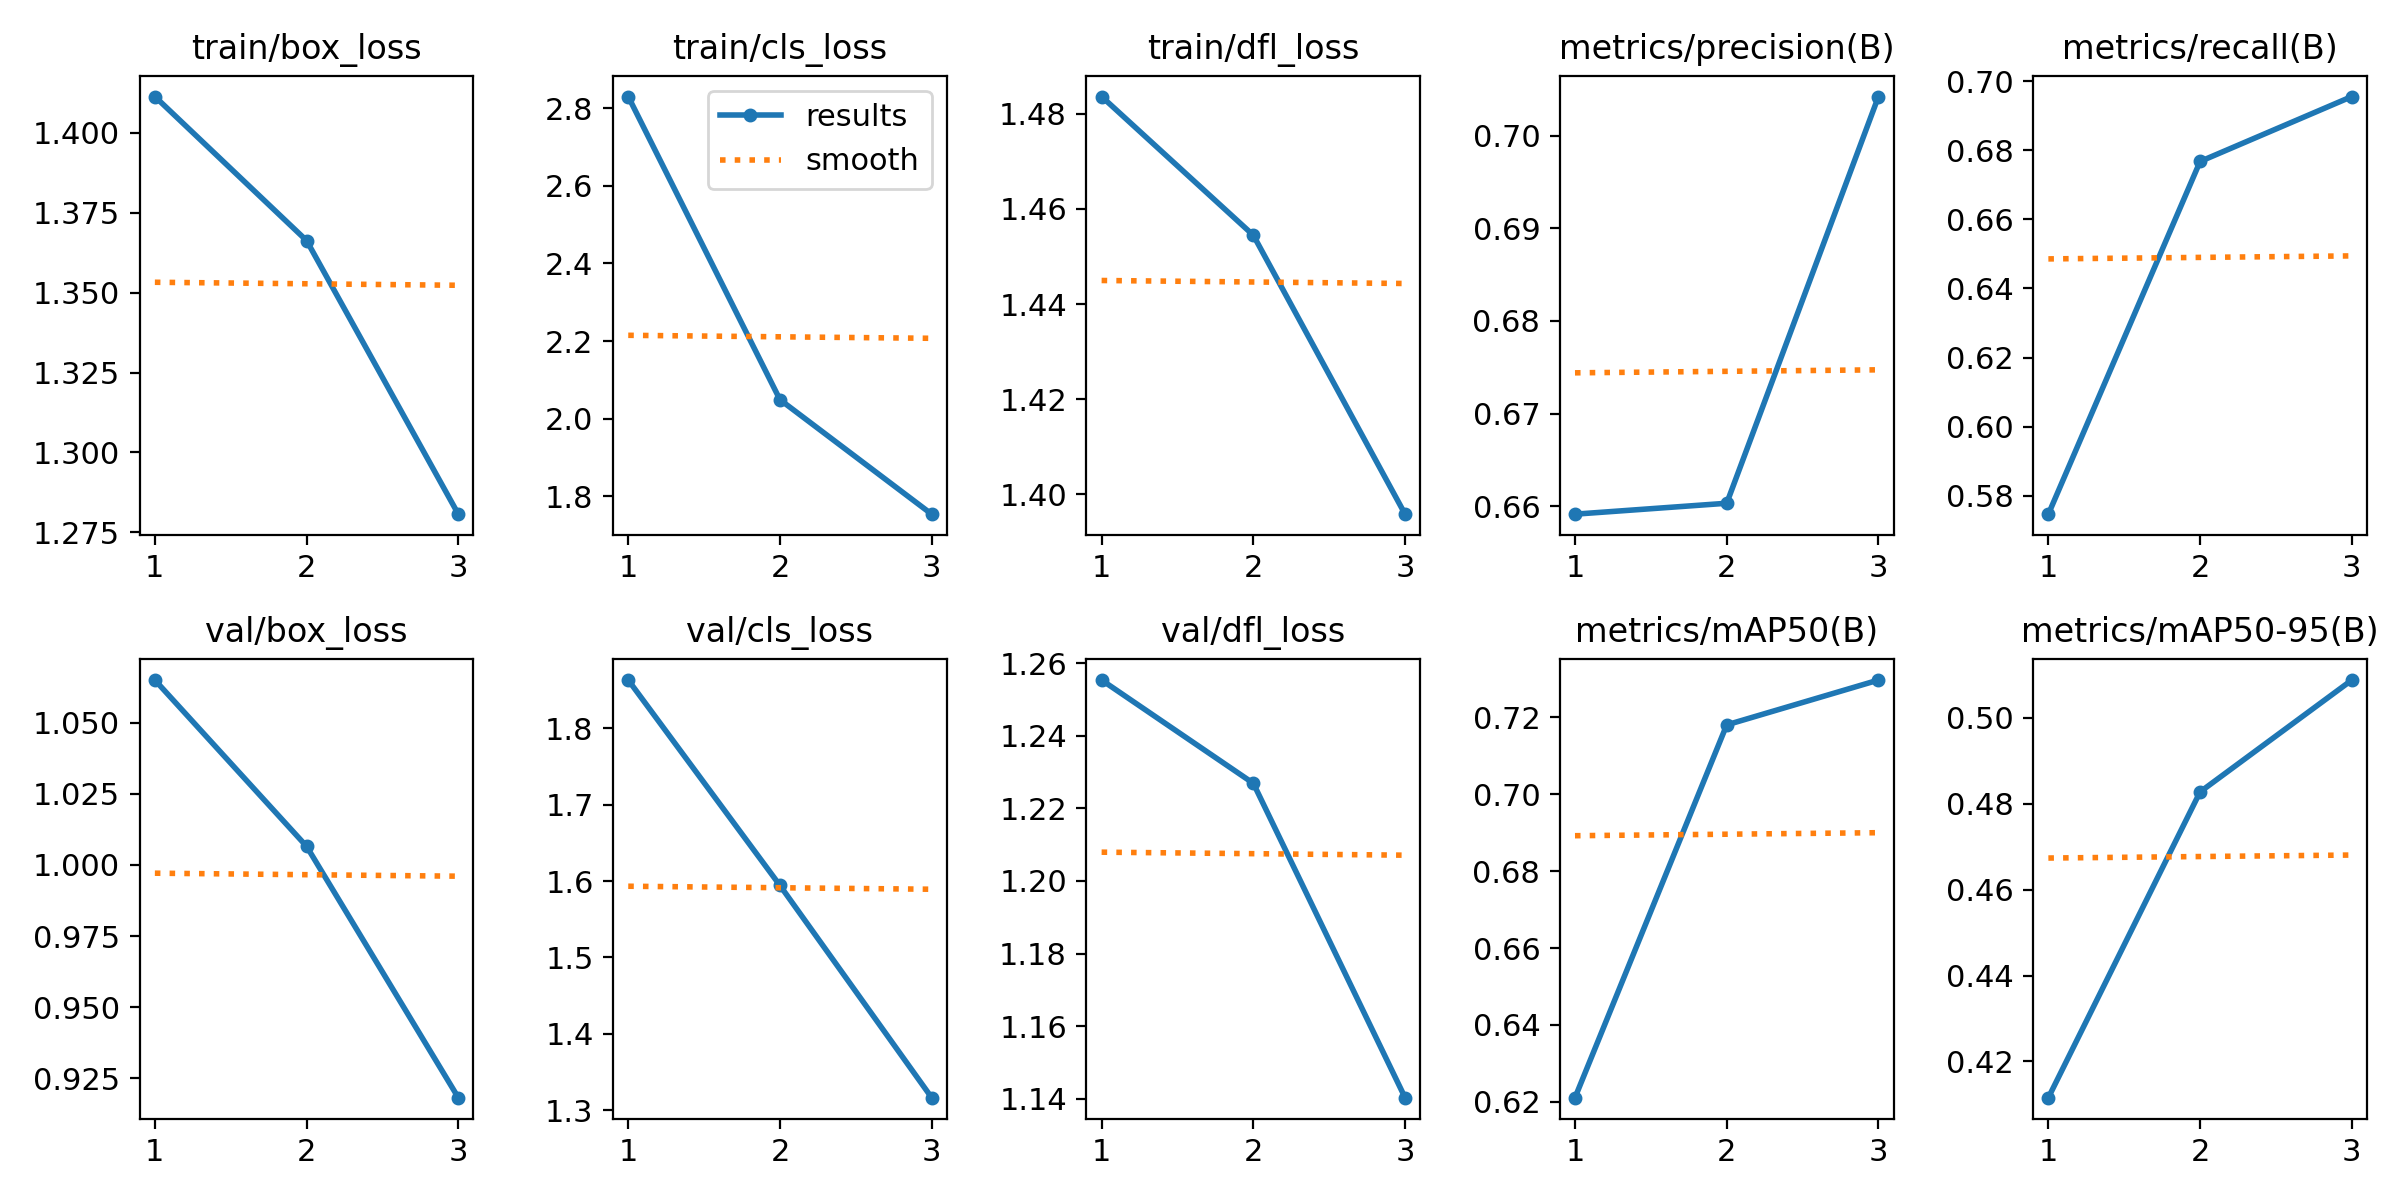 train/box_loss
1.400
1.375
1.350
1.325
1.300
1.275
1 2 3
train/cls_loss
results
smooth
2.8
2.6
2.4
2.2
2.0
1.8
1 2 3
train/dfl_loss
1.48
1.46
1.44
1.42
1.40
1 2 3
metrics/precision(B)
0.70
0.69
0.68
0.67
0.66
1 2 3
metrics/recall(B)
0.70
0.68
0.66
0.64
0.62
0.60
0.58
1 2 3
val/box_loss
1.050
1.025
1.000
0.975
0.950
0.925
1 2 3
val/cls_loss
1.8
1.7
1.6
1.5
1.4
1.3
1 2 3
val/dfl_loss
1.26
1.24
1.22
1.20
1.18
1.16
1.14
1 2 3
metrics/mAP50(B)
0.72
0.70
0.68
0.66
0.64
0.62
1 2 3
metrics/mAP50-95(B)
0.50
0.48
0.46
0.44
0.42
1 2 3